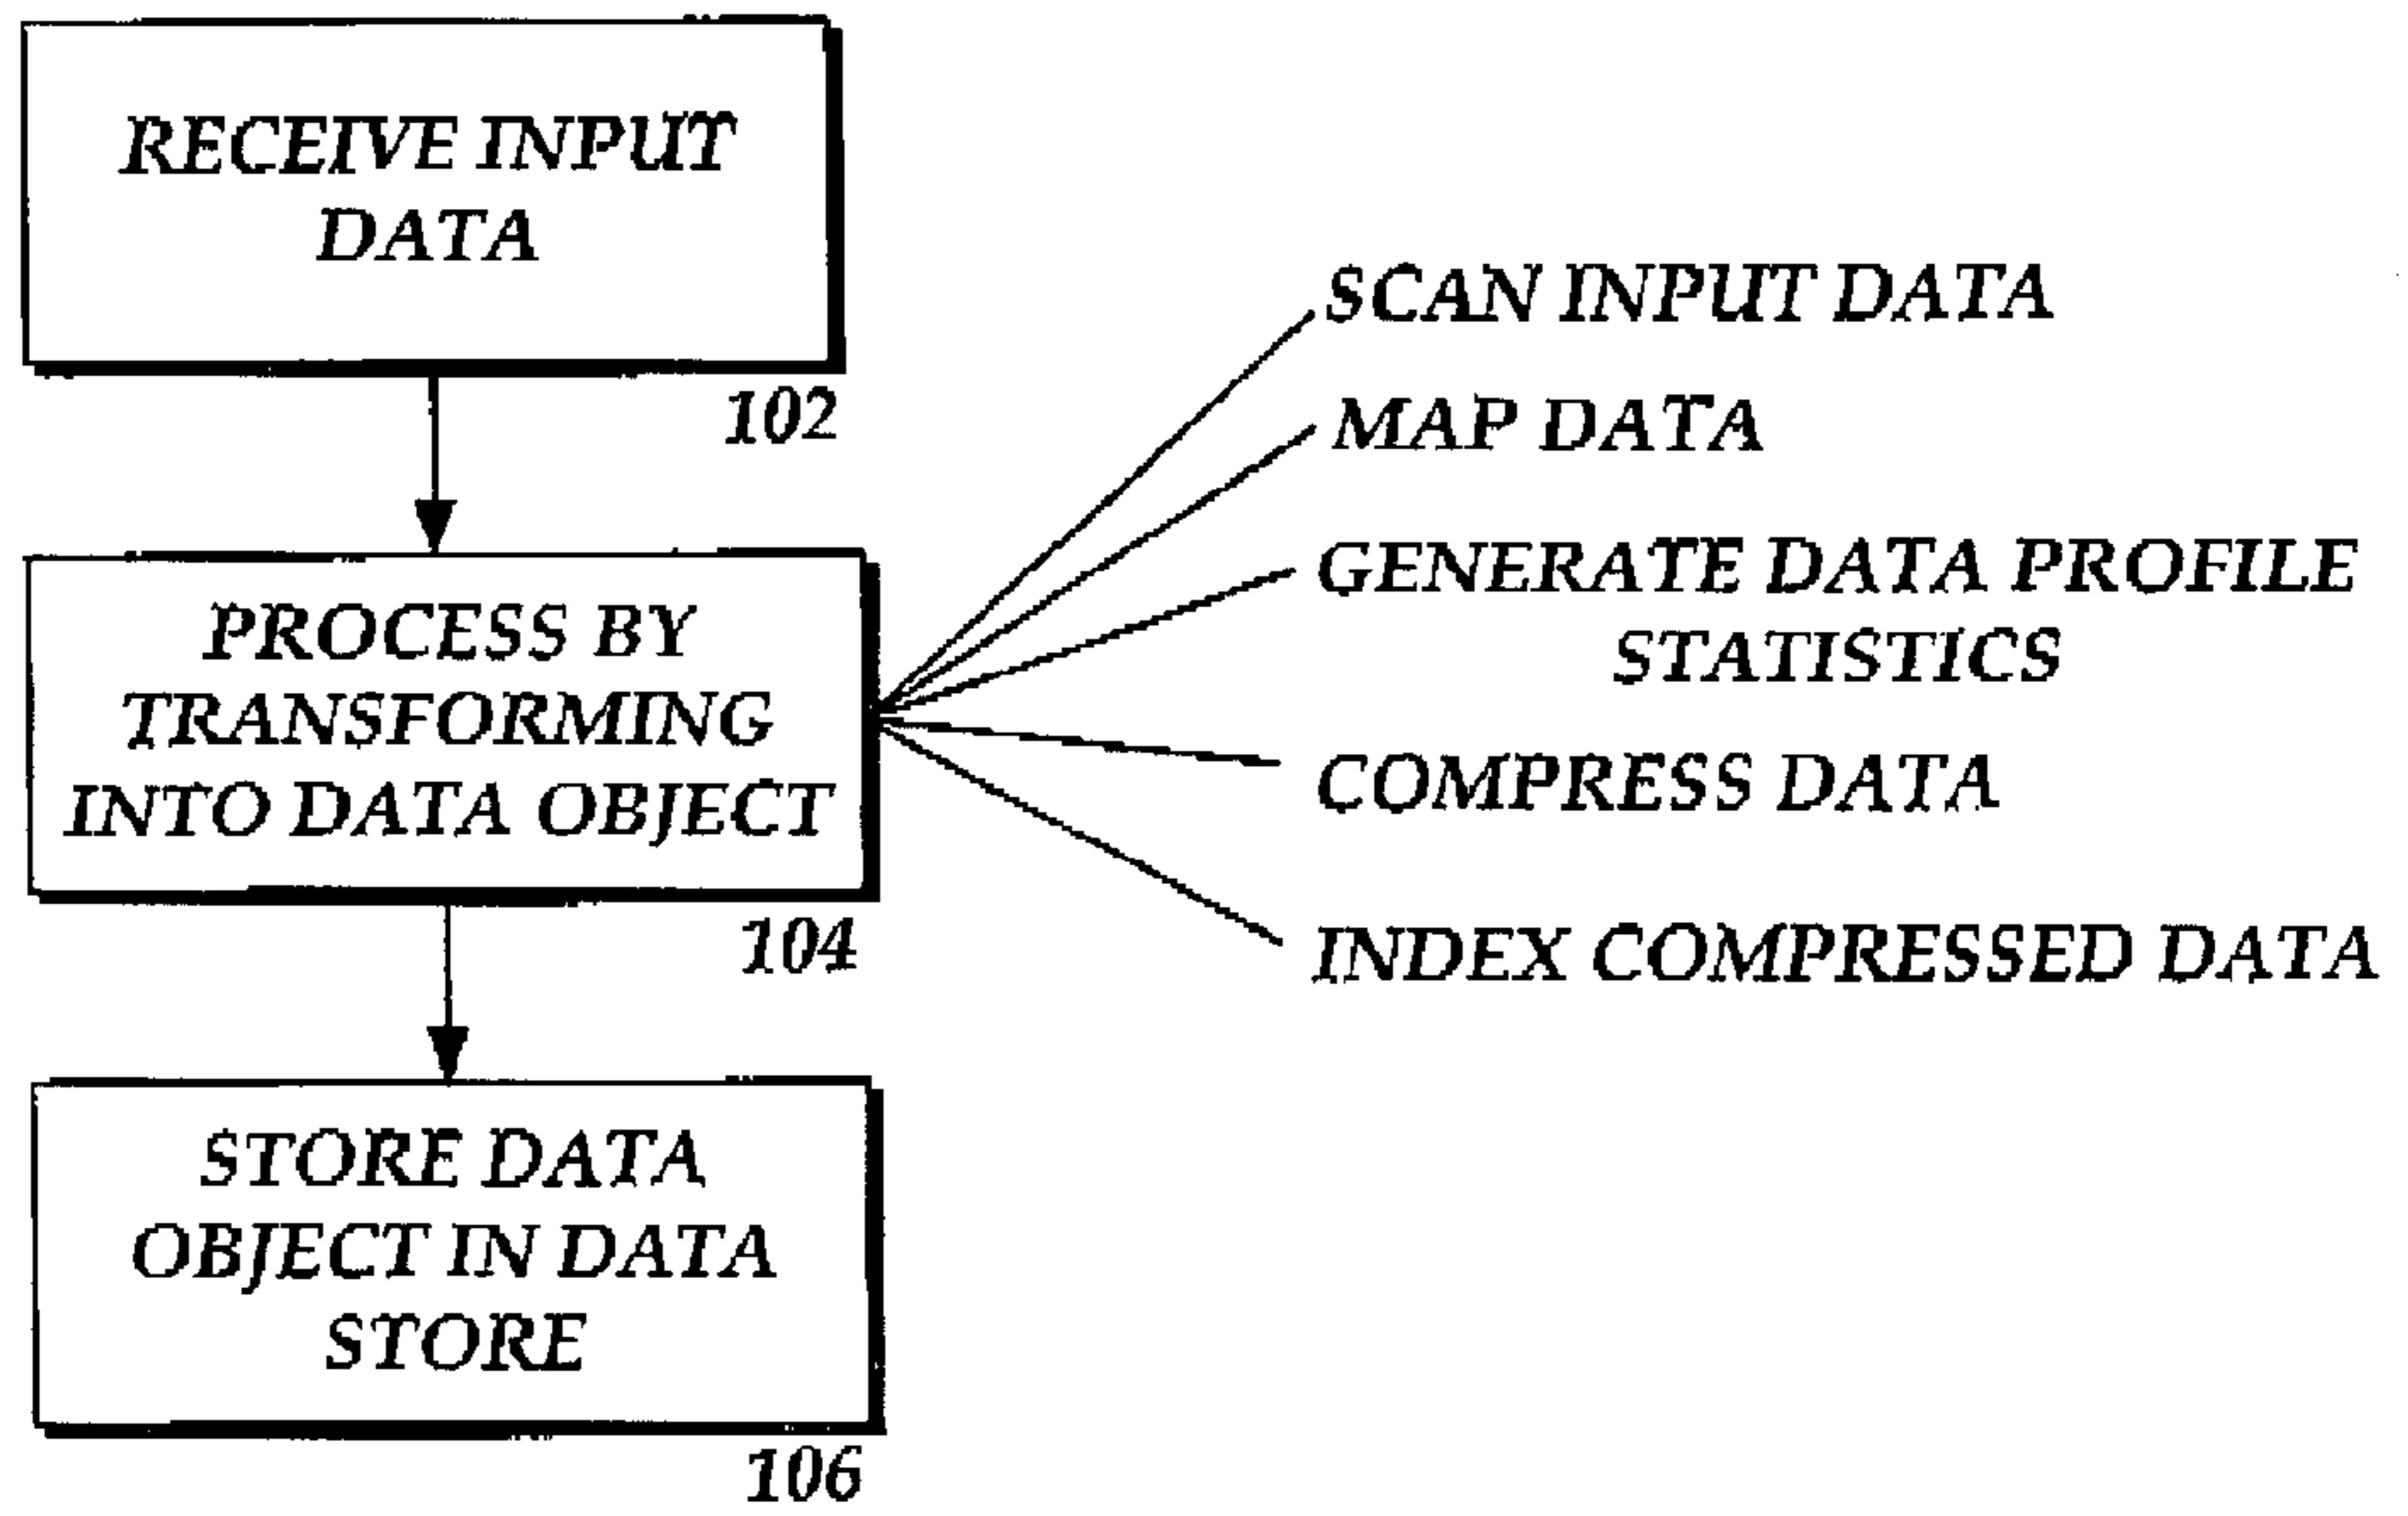 RECEIVE INPUT
DATA
102
PROCESS BY
TRANSFORMING
INTO DATA OBJECT
104
SCAN INPUT DATA
MAP DATA
GENERATE DATA PROFILE
STATISTICS
COMPRESS DATA
INDEX COMPRESSED DATA
STORE DATA
OBJECT IN DATA
STORE
106